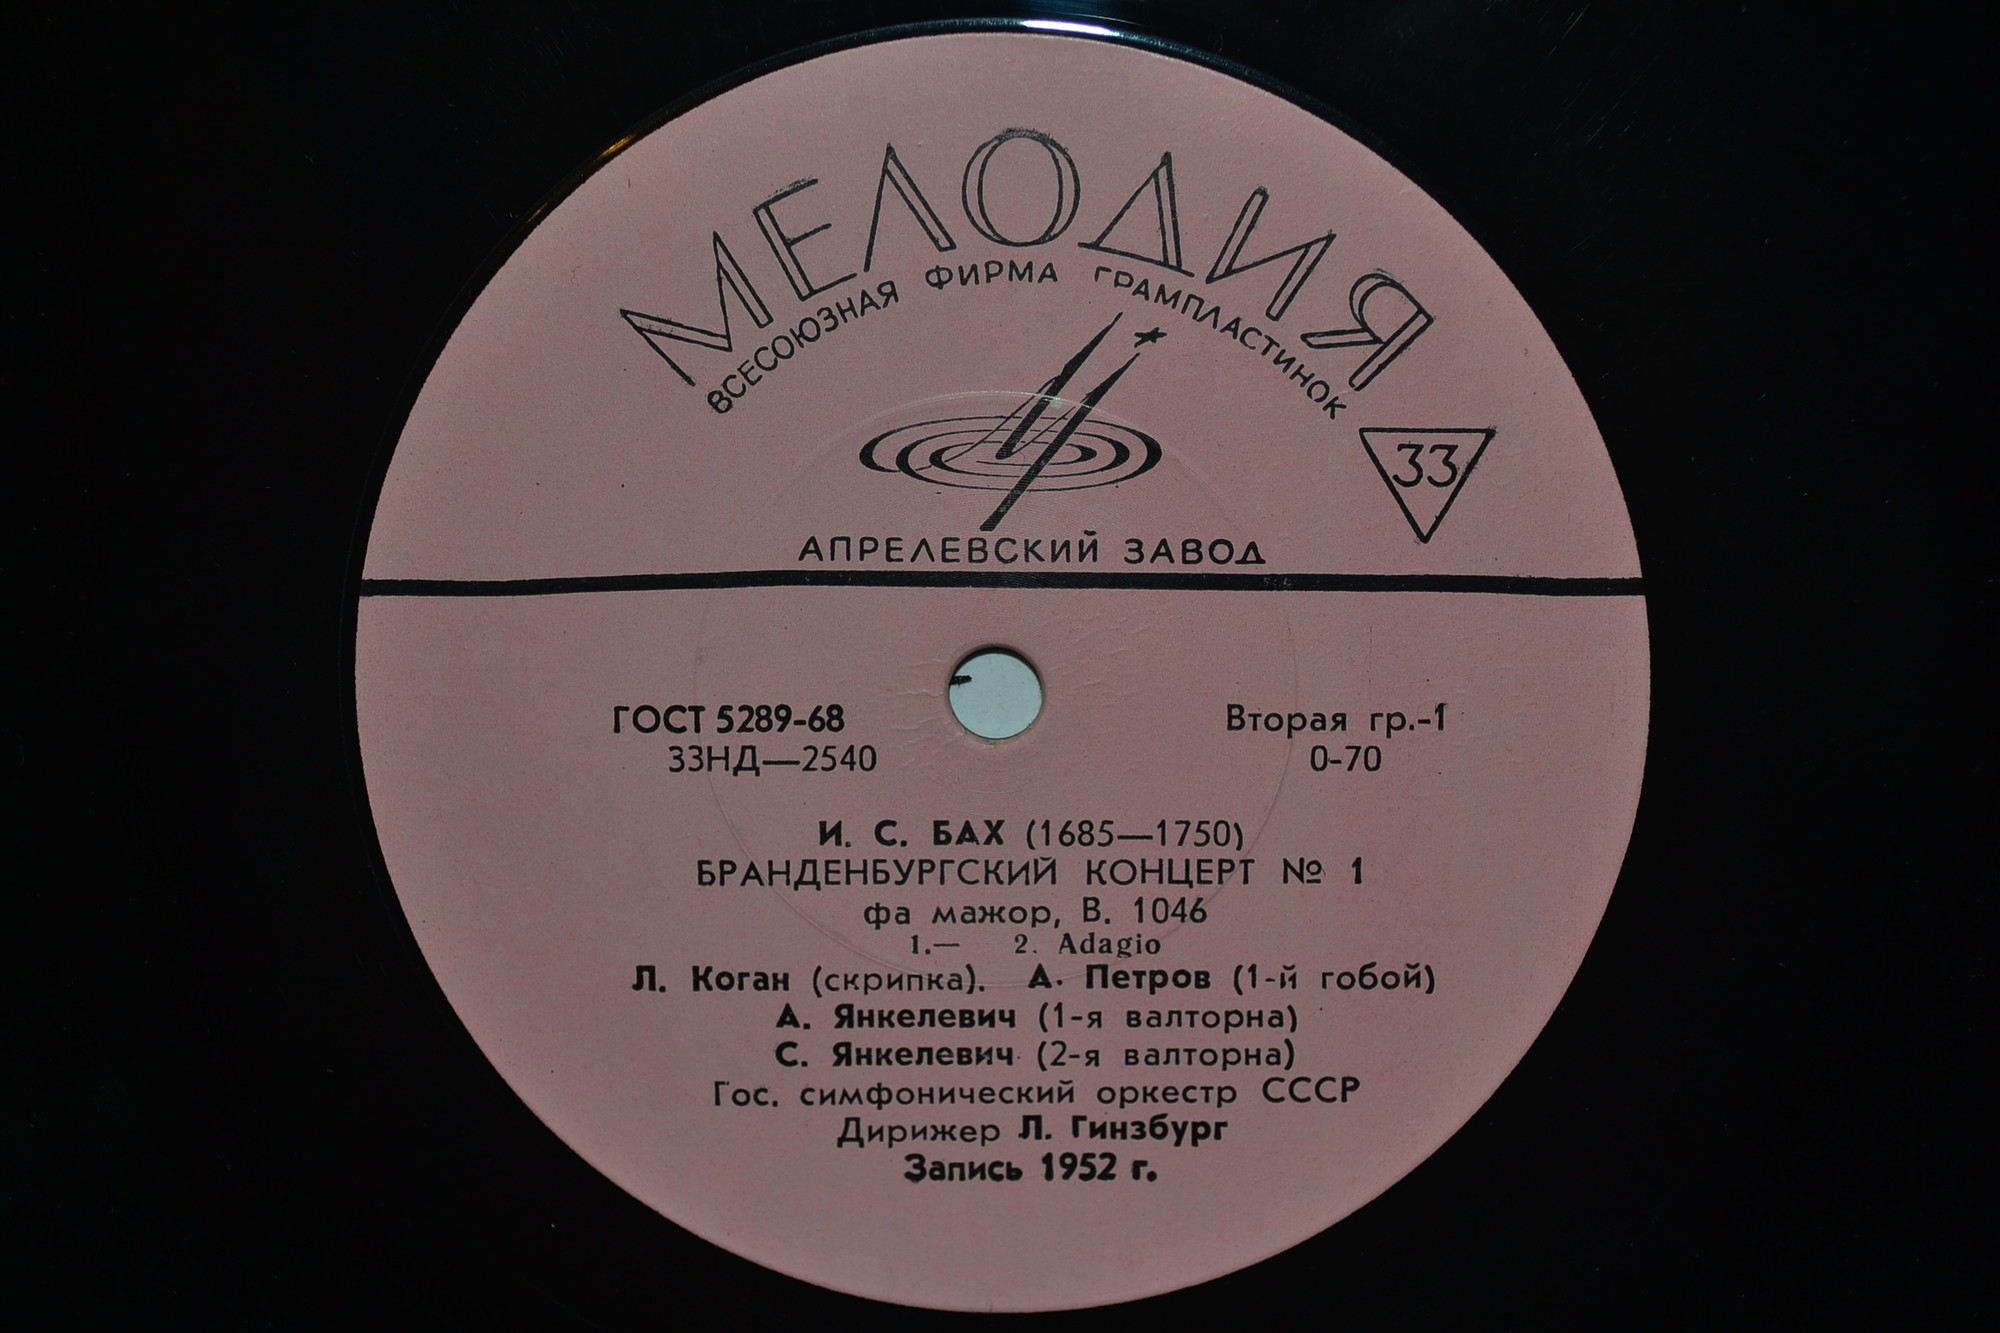 МЕЛОДИЯ
ВСЕСОЮЗНАЯ ФИРМА ГРАМПЛАСТИНОК
33
АПРЕЛЕВСКИЙ ЗАВОД
ГОСТ 5289-68 Вторая гр.-1
33НД—2540 0-70
И. С. БАХ (1685—1750)
БРАНДЕНБУРГСКИЙ КОНЦЕРТ № 1
фа мажор, В. 1046
1.— 2. Adagio
Л. Коган (скрипка). А. Петров (1-й гобой)
А. Янкелевич (1-я валторна)
С. Янкелевич (2-я валторна)
Гос. симфонический оркестр СССР
Дирижер Л. Гинзбург
Запись 1952 г.